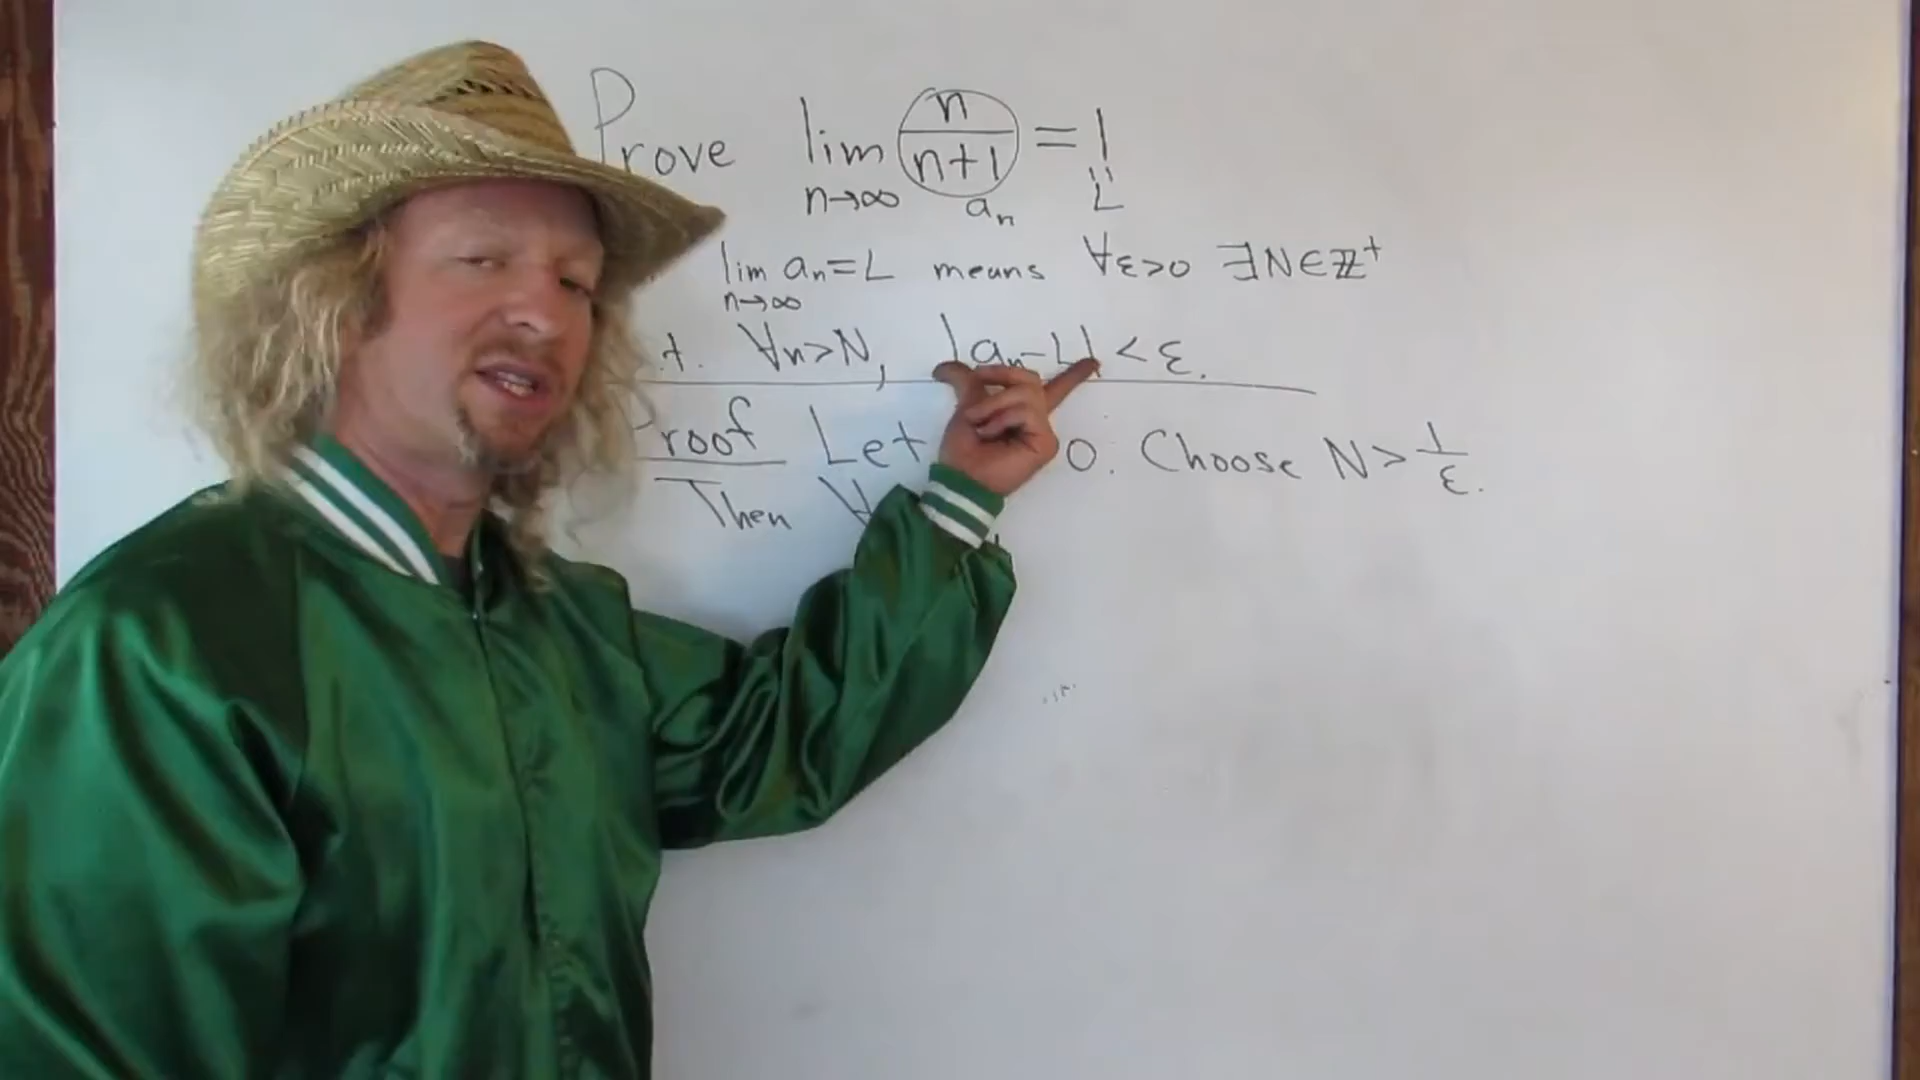 Prove lim n/(n+1) = 1
n→∞ aₙ " L
lim aₙ = L means ∀ε>0 ∃N∈ℤ⁺
n→∞
.t. ∀n>N, |aₙ-L| < ε.
Proof Let 0. Choose N > 1/ε.
Then ∀